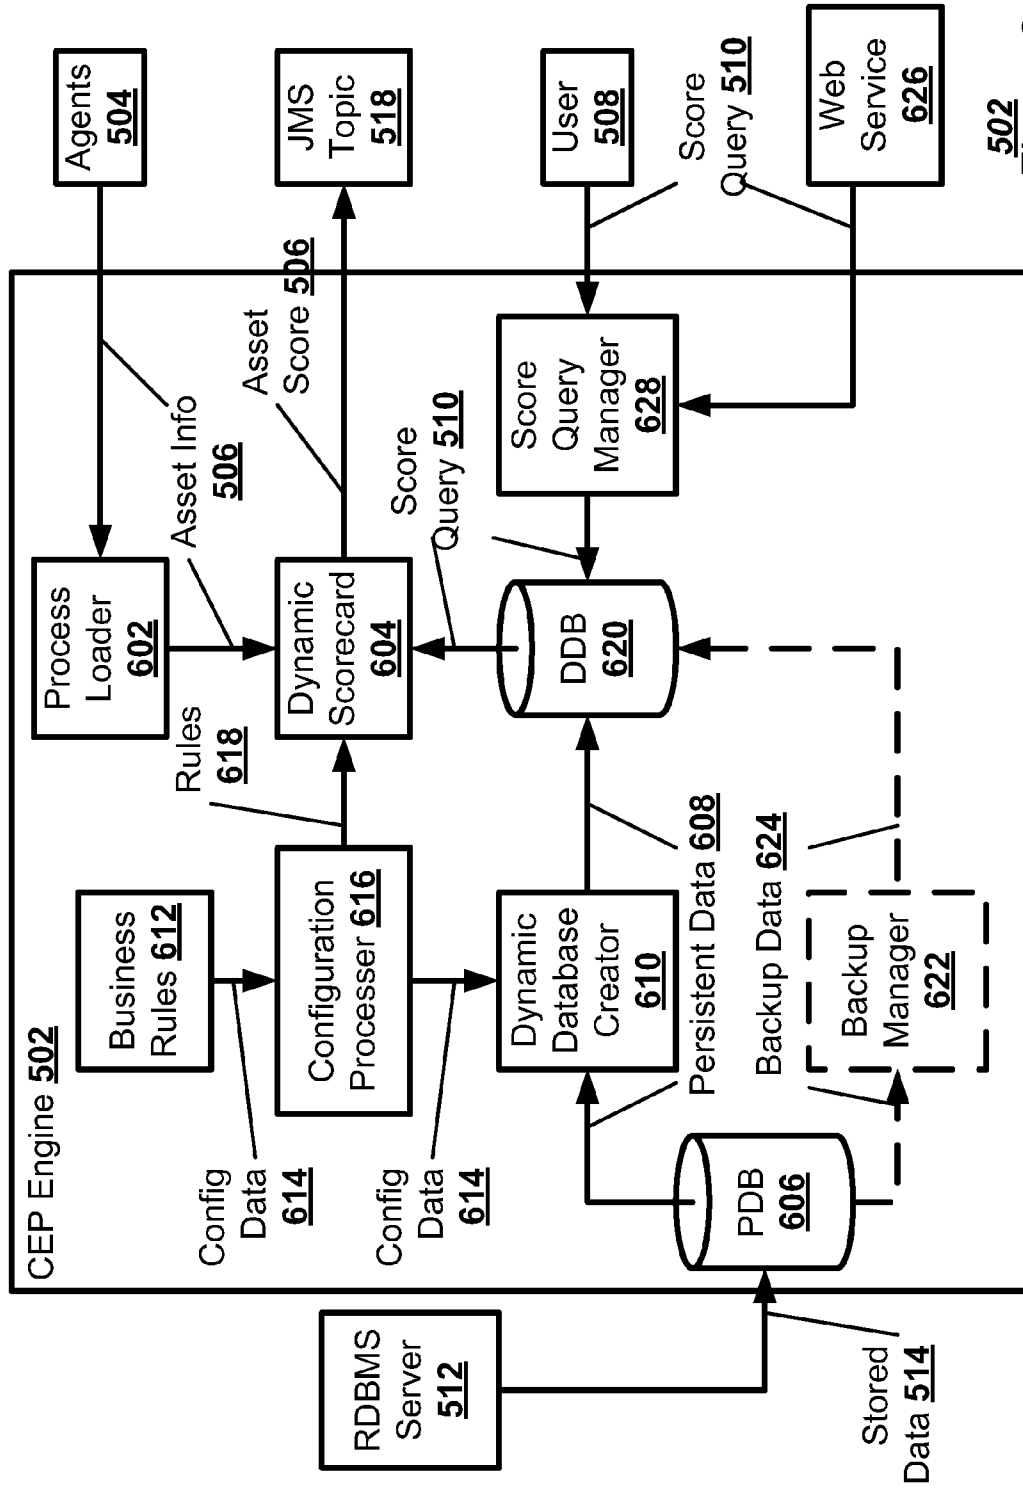 CEP Engine 502
Business
Rules 612
Process
Loader
602
Agents
504
Config
Data
614
Rules
618
Asset Info
506
Asset
Score 506
Configuration
Processer 616
Dynamic
Scorecard
604
JMS
Topic
518
RDBMS
Server
512
Config
Data
614
Score
Query 510
Dynamic
Database
Creator
610
DDB
620
Score
Query
Manager
628
User
508
Score
Query 510
PDB
606
Persistent Data 608
Backup Data 624
Backup
Manager
622
Web
Service
626
Stored
Data 514
502